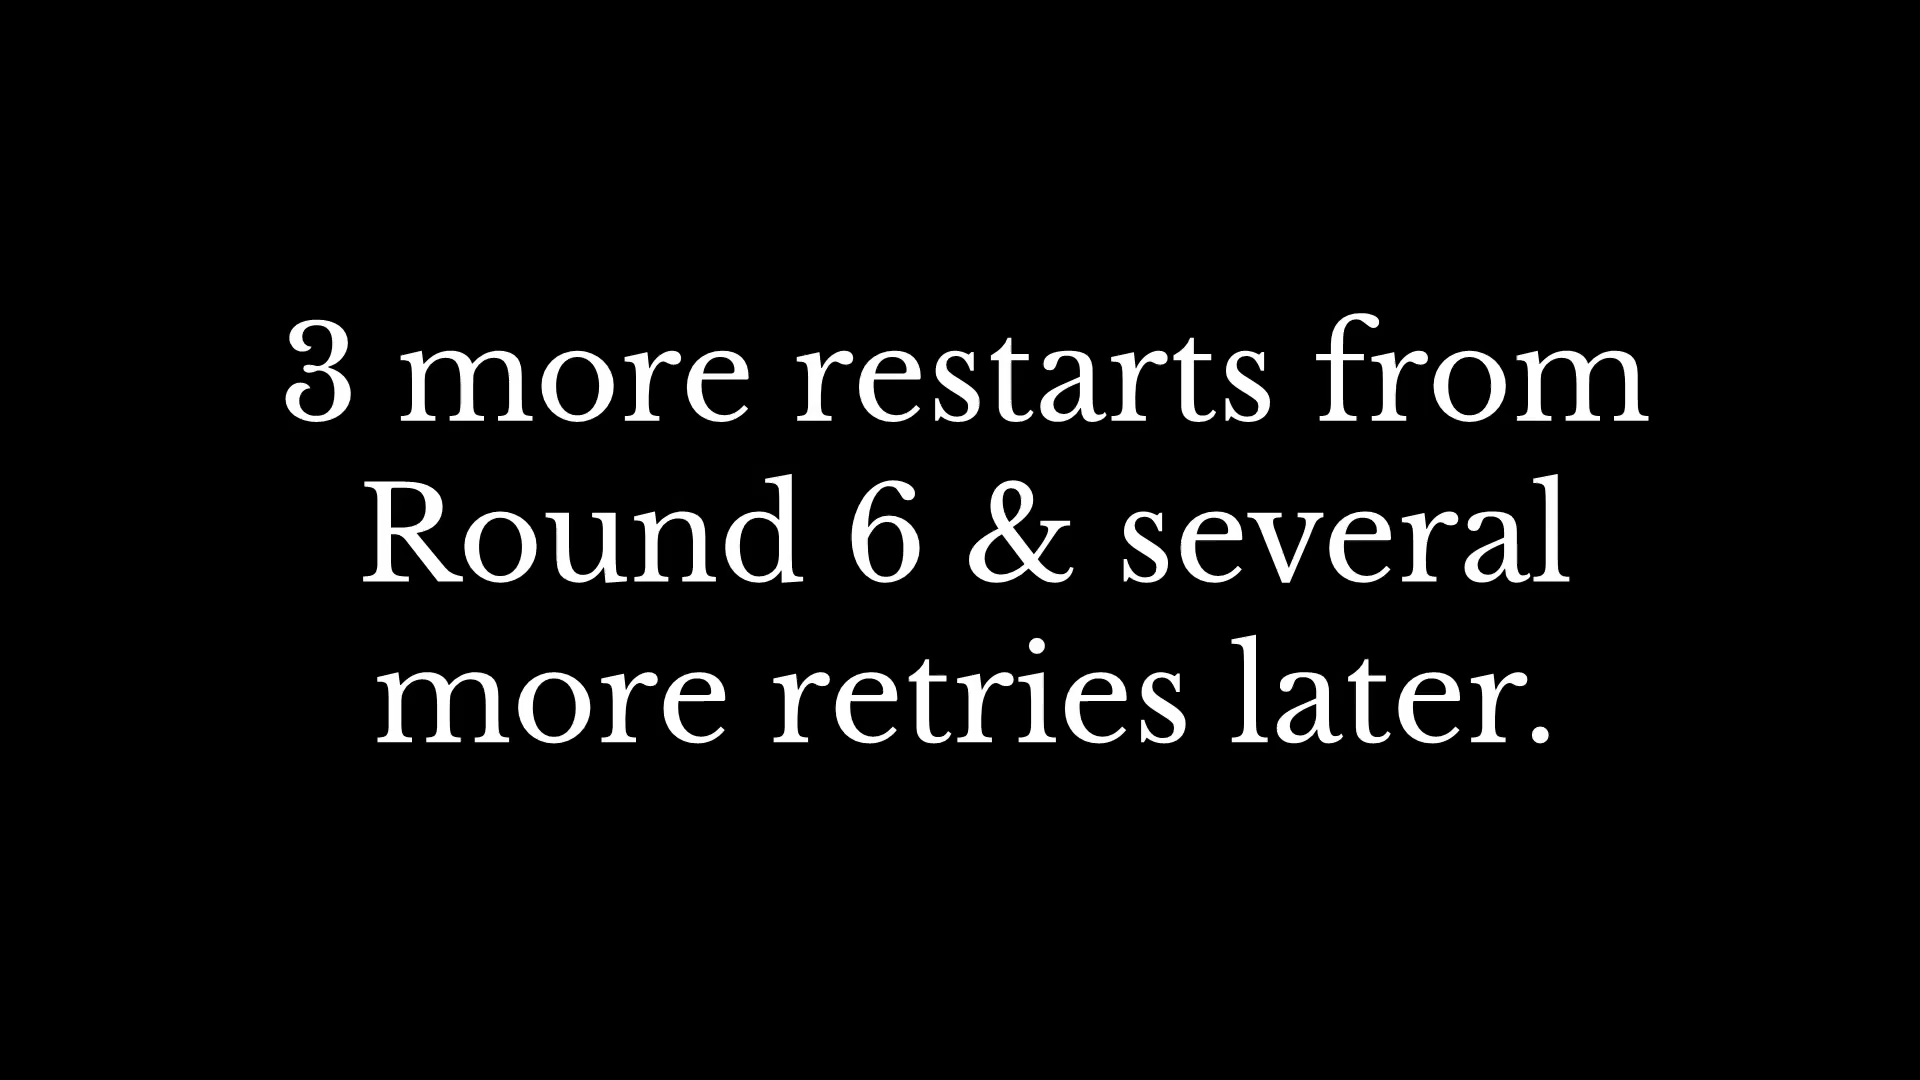 3 more restarts from
Round 6 & several
more retries later.